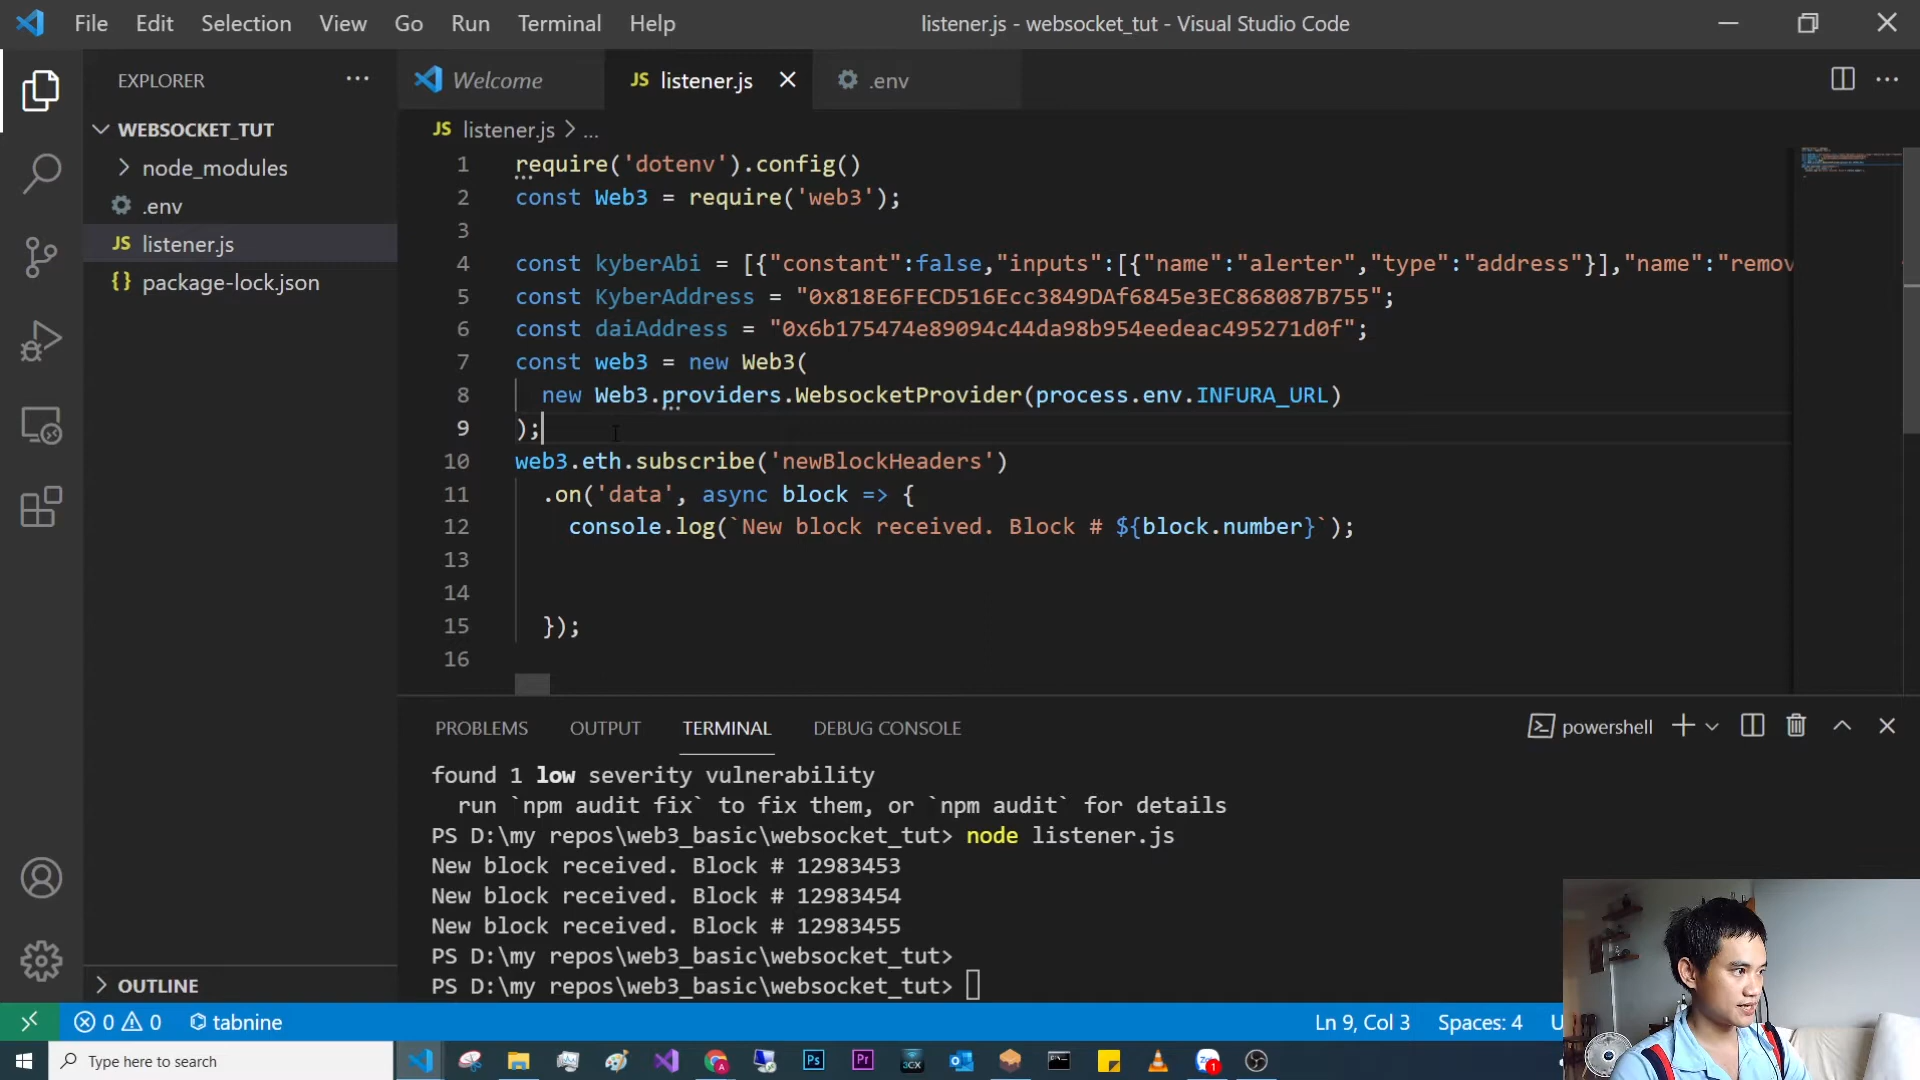 File Edit Selection View Go Run Terminal Help
listener.js - websocket_tut - Visual Studio Code
EXPLORER
WEBSOCKET_TUT
node_modules
.env
listener.js
package-lock.json
OUTLINE
Welcome
JS listener.js
.env
JS listener.js > ...
1 require('dotenv').config()
2 const Web3 = require('web3');
3
4 const kyberAbi = [{"constant":false,"inputs":[{"name":"alerter","type":"address"}],"name":"remov
5 const KyberAddress = "0x818E6FECD516Ecc3849DAf6845e3EC868087B755";
6 const daiAddress = "0x6b175474e89094c44da98b954eedeac495271d0f";
7 const web3 = new Web3(
8 new Web3.providers.WebsocketProvider(process.env.INFURA_URL)
9 );
10 web3.eth.subscribe('newBlockHeaders')
11 .on('data', async block => {
12 console.log(`New block received. Block # ${block.number}`);
13
14
15 });
16
PROBLEMS OUTPUT TERMINAL DEBUG CONSOLE
powershell
found 1 low severity vulnerability
run `npm audit fix` to fix them, or `npm audit` for details
PS D:\my repos\web3_basic\websocket_tut> node listener.js
New block received. Block # 12983453
New block received. Block # 12983454
New block received. Block # 12983455
PS D:\my repos\web3_basic\websocket_tut>
PS D:\my repos\web3_basic\websocket_tut>
0 0 tabnine
Ln 9, Col 3 Spaces: 4 U
Type here to search
Ps Pr 3CX